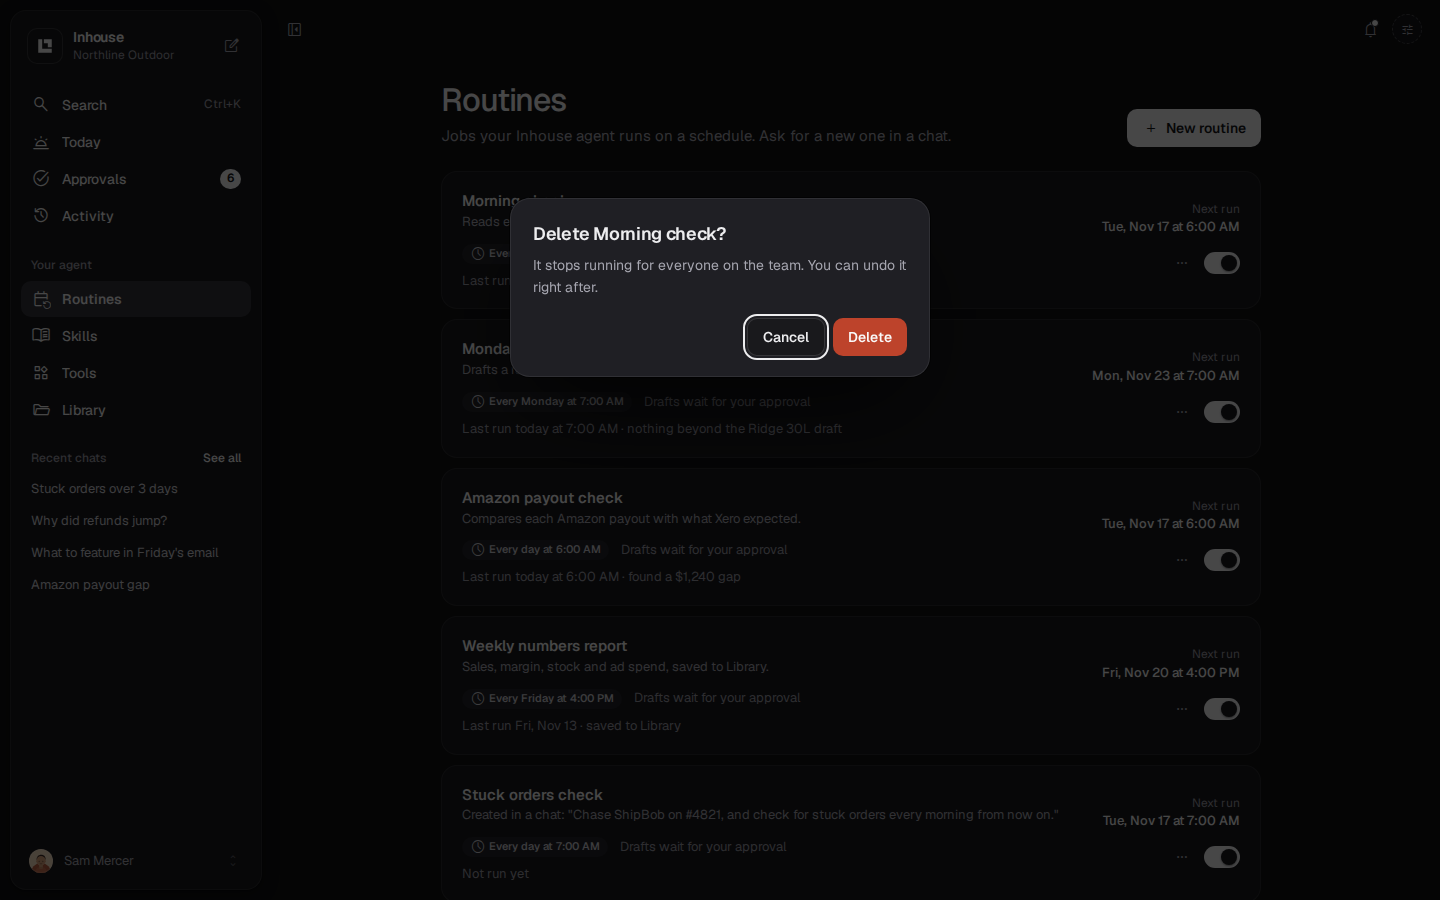 Inhouse
Northline Outdoor
Search
Ctrl+K
Today
Approvals
6
Activity
Your agent
Routines
Skills
Tools
Library
Recent chats
See all
Stuck orders over 3 days
Why did refunds jump?
What to feature in Friday's email
Amazon payout gap
Sam Mercer
Routines
Jobs your Inhouse agent runs on a schedule. Ask for a new one in a chat.
+ New routine
Next run
Tue, Nov 17 at 6:00 AM
Delete Morning check?
It stops running for everyone on the team. You can undo it
right after.
Cancel
Delete
Next run
Mon, Nov 23 at 7:00 AM
Every Monday at 7:00 AM
Drafts wait for your approval
Last run today at 7:00 AM · nothing beyond the Ridge 30L draft
Amazon payout check
Compares each Amazon payout with what Xero expected.
Every day at 6:00 AM
Drafts wait for your approval
Last run today at 6:00 AM · found a $1,240 gap
Next run
Tue, Nov 17 at 6:00 AM
Weekly numbers report
Sales, margin, stock and ad spend, saved to Library.
Every Friday at 4:00 PM
Drafts wait for your approval
Last run Fri, Nov 13 · saved to Library
Next run
Fri, Nov 20 at 4:00 PM
Stuck orders check
Created in a chat: "Chase ShipBob on #4821, and check for stuck orders every morning from now on."
Every day at 7:00 AM
Drafts wait for your approval
Not run yet
Next run
Tue, Nov 17 at 7:00 AM